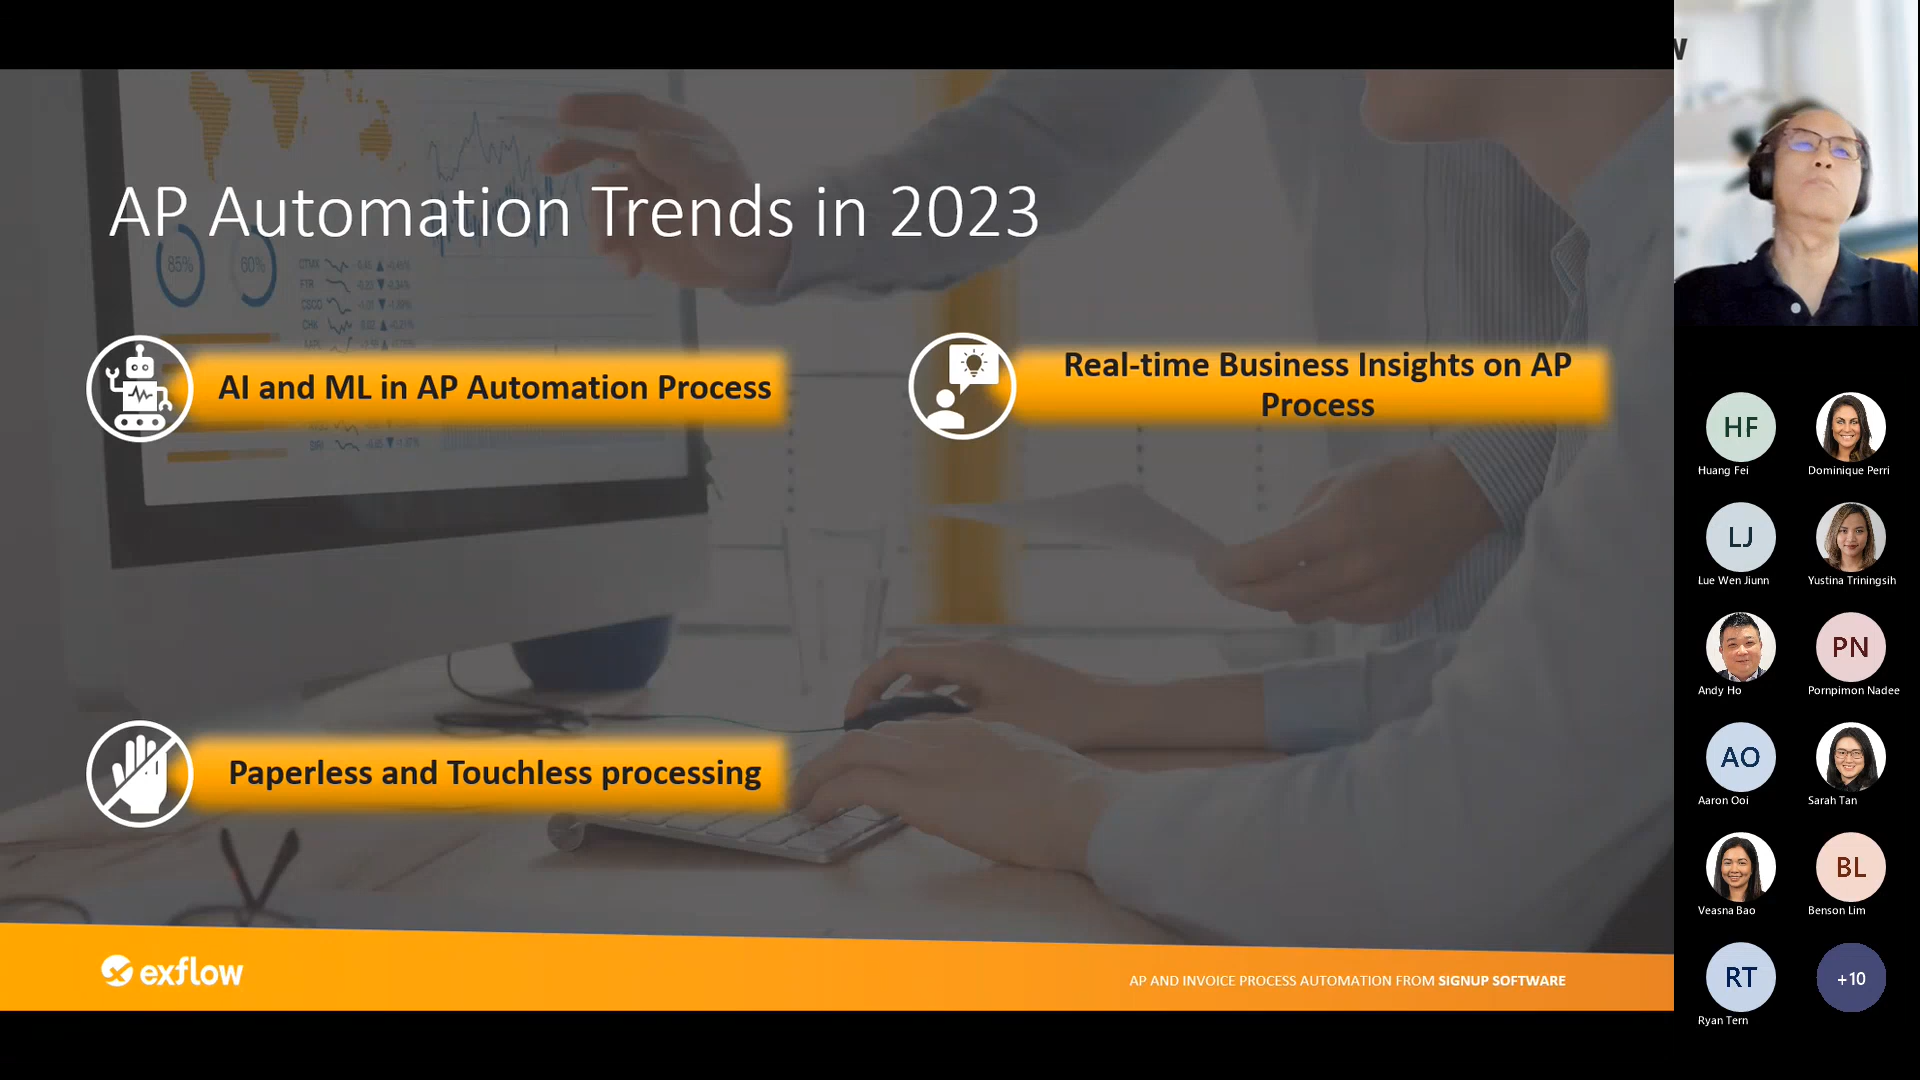 AP Automation Trends in 2023
85%
60%
AI and ML in AP Automation Process
Real-time Business Insights on AP
Process
Paperless and Touchless processing
exflow
AP AND INVOICE PROCESS AUTOMATION FROM SIGNUP SOFTWARE
HF
Huang Fei
Dominique Perri
LJ
Lue Wen Jiunn
Yustina Triningsih
Andy Ho
PN
Pornpimon Nadee
AO
Aaron Ooi
Sarah Tan
Veasna Bao
BL
Benson Lim
RT
Ryan Tern
+10